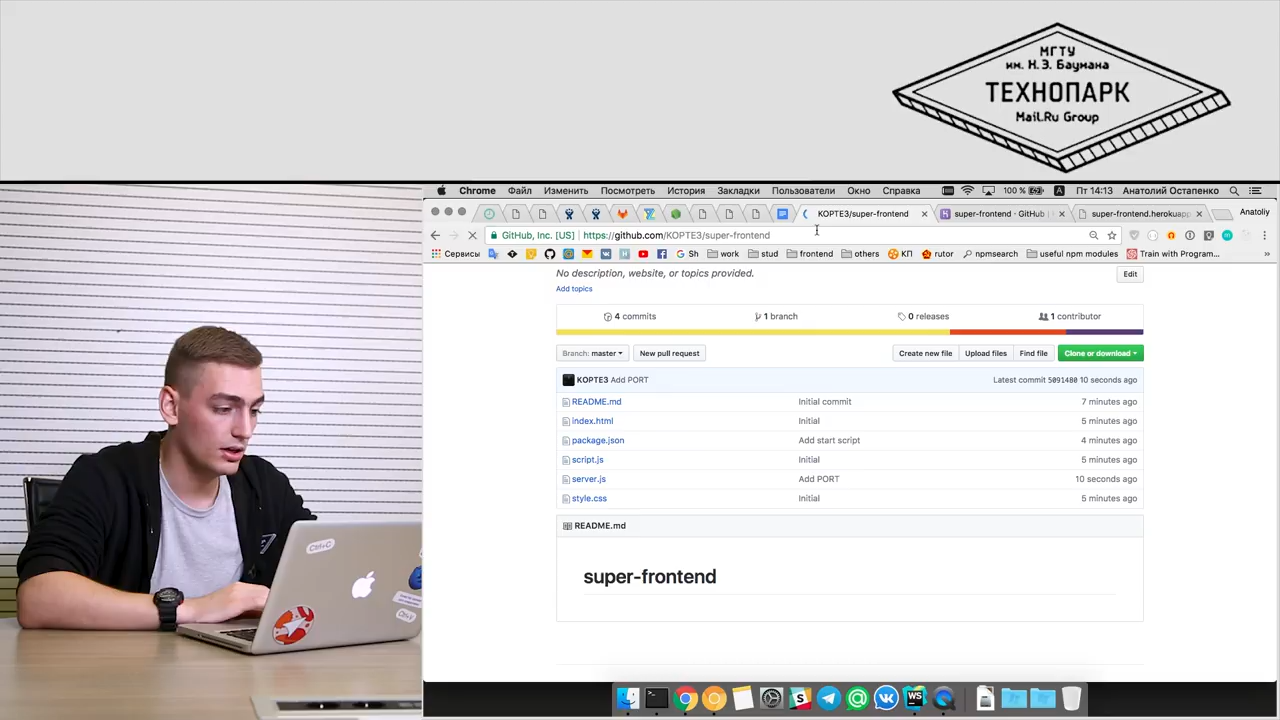 МГТУ
им. Н.Э. Баумана
ТЕХНОПАРК
Mail.Ru Group
Chrome Файл Изменить Посмотреть История Закладки Пользователи Окно Справка 100 % A Пт 14:13 Анатолий Остапенко
KOPTE3/super-frontend super-frontend · GitHub super-frontend.herokuapp Anatoliy
GitHub, Inc. [US] https://github.com/KOPTE3/super-frontend
Сервисы Sh work stud frontend others КП rutor npmsearch useful npm modules Train with Program...
No description, website, or topics provided. Edit
Add topics
4 commits 1 branch 0 releases 1 contributor
Branch: master New pull request Create new file Upload files Find file Clone or download
KOPTE3 Add PORT Latest commit 5091480 10 seconds ago
README.md Initial commit 7 minutes ago
index.html Initial 5 minutes ago
package.json Add start script 4 minutes ago
script.js Initial 5 minutes ago
server.js Add PORT 10 seconds ago
style.css Initial 5 minutes ago
README.md
super-frontend
Ctrl+C
Ctrl+V